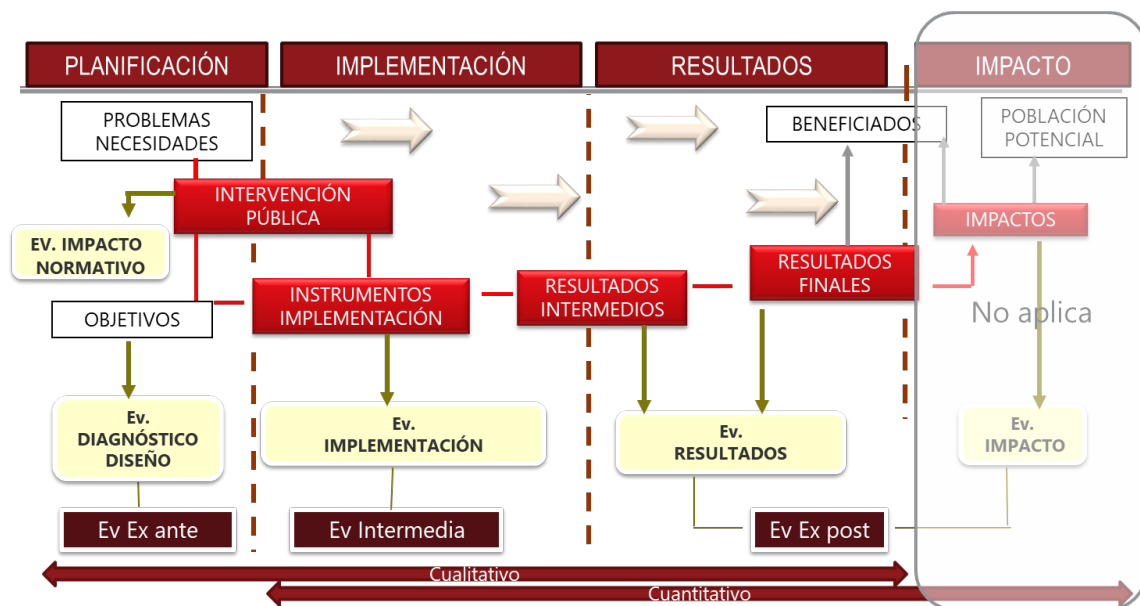 PLANIFICACIÓN
IMPLEMENTACIÓN
RESULTADOS
IMPACTO
PROBLEMAS
NECESIDADES
BENEFICIADOS
POBLACIÓN
POTENCIAL
INTERVENCIÓN
PÚBLICA
IMPACTOS
EV. IMPACTO
NORMATIVO
RESULTADOS
FINALES
INSTRUMENTOS
IMPLEMENTACIÓN
RESULTADOS
INTERMEDIOS
OBJETIVOS
No aplica
Ev.
DIAGNÓSTICO
DISEÑO
Ev.
IMPLEMENTACIÓN
Ev.
RESULTADOS
Ev.
IMPACTO
Ev Ex ante
Ev Intermedia
Ev Ex post
Cualitativo
Cuantitativo